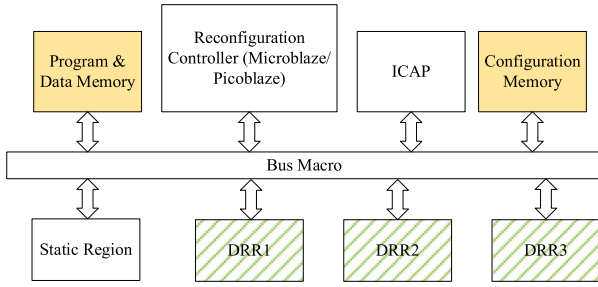 Program &
Data Memory
Reconfiguration
Controller (Microblaze/
Picoblaze)
ICAP
Configuration
Memory
Bus Macro
Static Region
DRR1
DRR2
DRR3